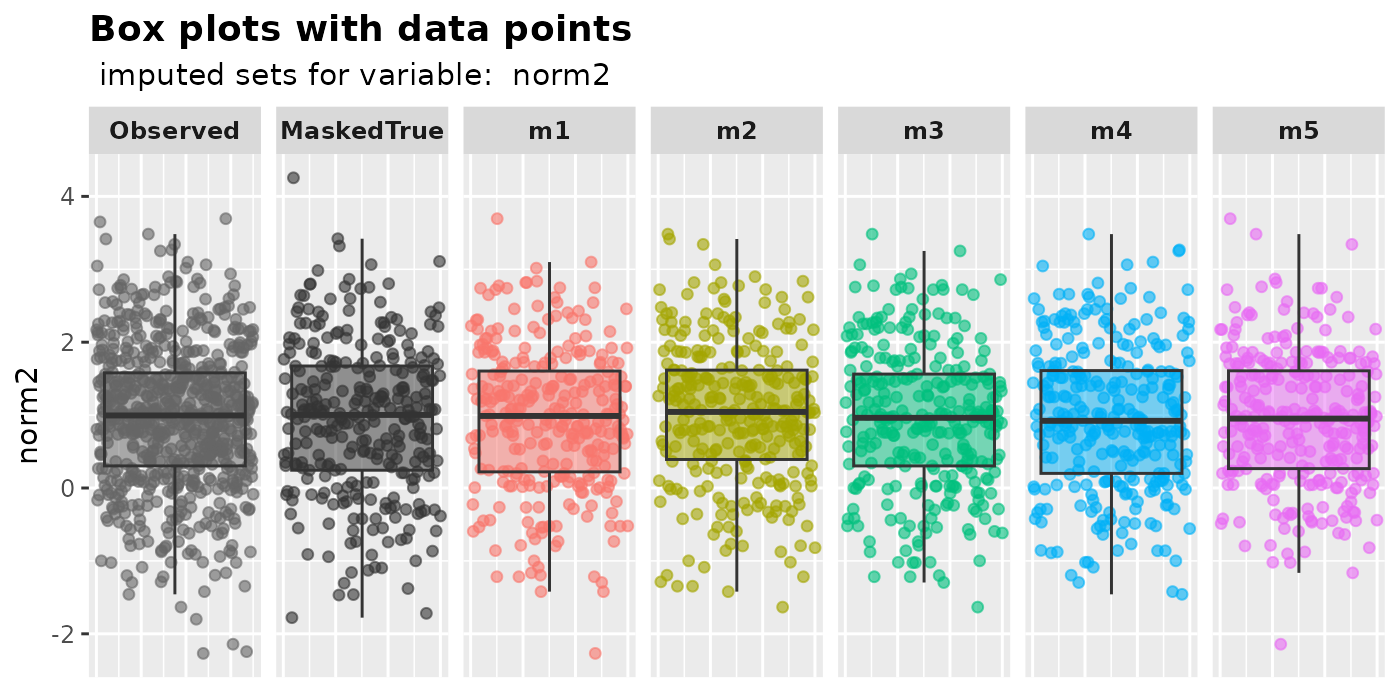 Box plots with data points
imputed sets for variable:  norm2
Observed MaskedTrue m1 m2 m3 m4 m5
norm2
4
2
0
-2